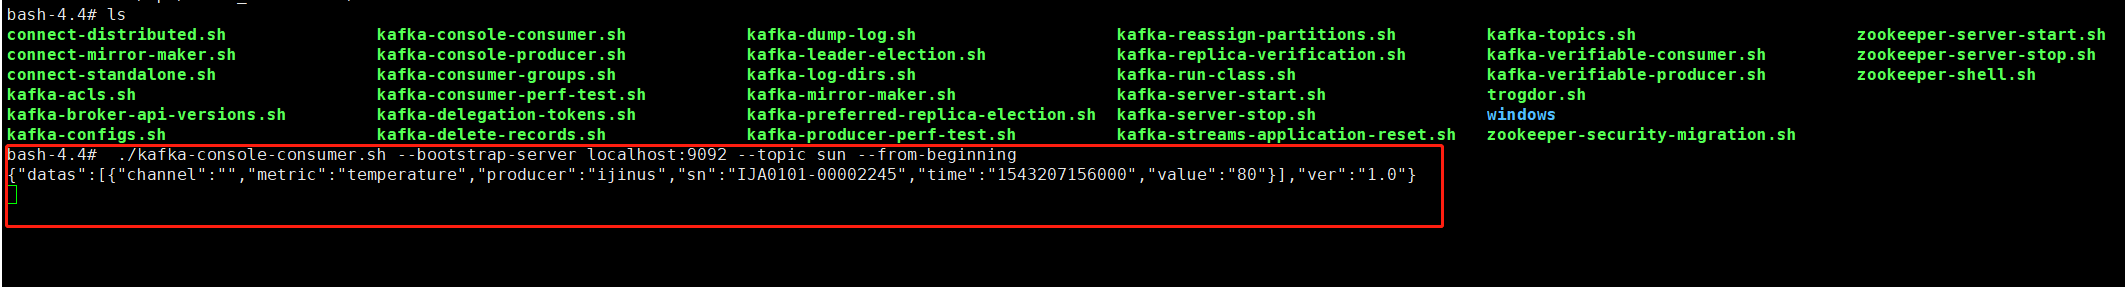 bash-4.4# ls
connect-distributed.sh kafka-console-consumer.sh kafka-dump-log.sh kafka-reassign-partitions.sh kafka-topics.sh zookeeper-server-start.sh
connect-mirror-maker.sh kafka-console-producer.sh kafka-leader-election.sh kafka-replica-verification.sh kafka-verifiable-consumer.sh zookeeper-server-stop.sh
connect-standalone.sh kafka-consumer-groups.sh kafka-log-dirs.sh kafka-run-class.sh kafka-verifiable-producer.sh zookeeper-shell.sh
kafka-acls.sh kafka-consumer-perf-test.sh kafka-mirror-maker.sh kafka-server-start.sh trogdor.sh
kafka-broker-api-versions.sh kafka-delegation-tokens.sh kafka-preferred-replica-election.sh kafka-server-stop.sh windows
kafka-configs.sh kafka-delete-records.sh kafka-producer-perf-test.sh kafka-streams-application-reset.sh zookeeper-security-migration.sh
bash-4.4#  ./kafka-console-consumer.sh --bootstrap-server localhost:9092 --topic sun --from-beginning
{"datas":[{"channel":"","metric":"temperature","producer":"ijinus","sn":"IJA0101-00002245","time":"1543207156000","value":"80"}],"ver":"1.0"}